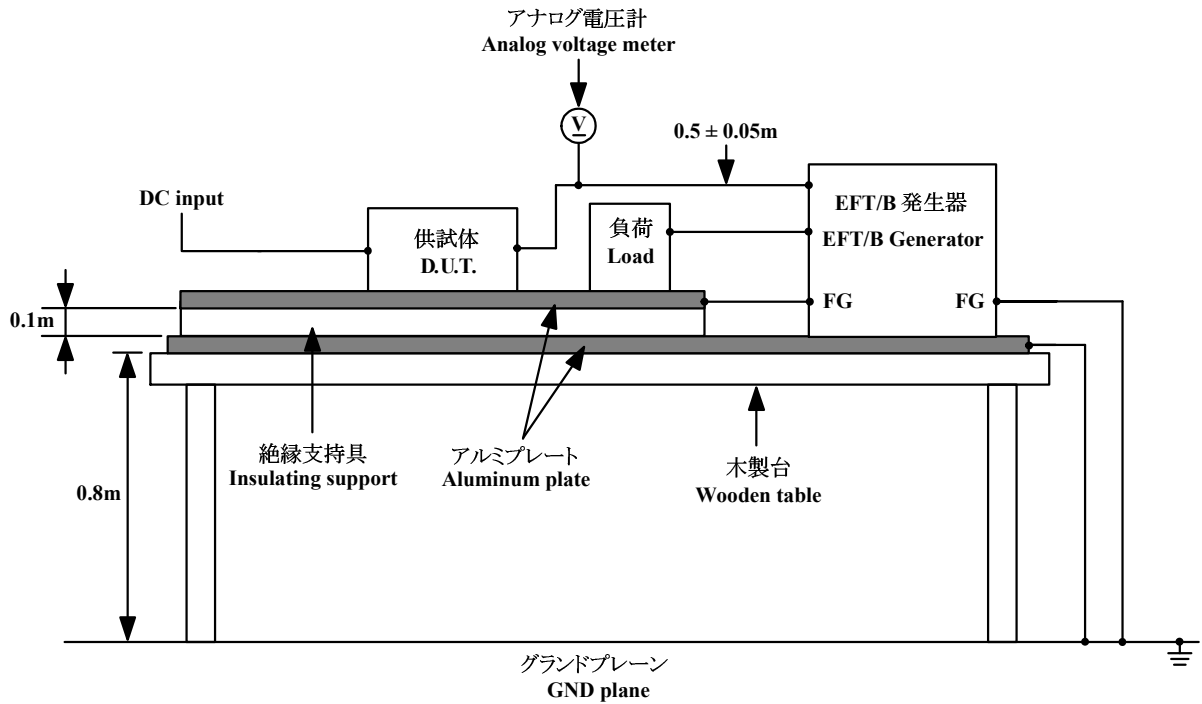 アナログ電圧計
Analog voltage meter
V
0.5 ± 0.05m
DC input
供試体
D.U.T.
負荷
Load
EFT/B 発生器
EFT/B Generator
FG
FG
0.1m
絶縁支持具
Insulating support
アルミプレート
Aluminum plate
木製台
Wooden table
0.8m
グランドプレーン
GND plane